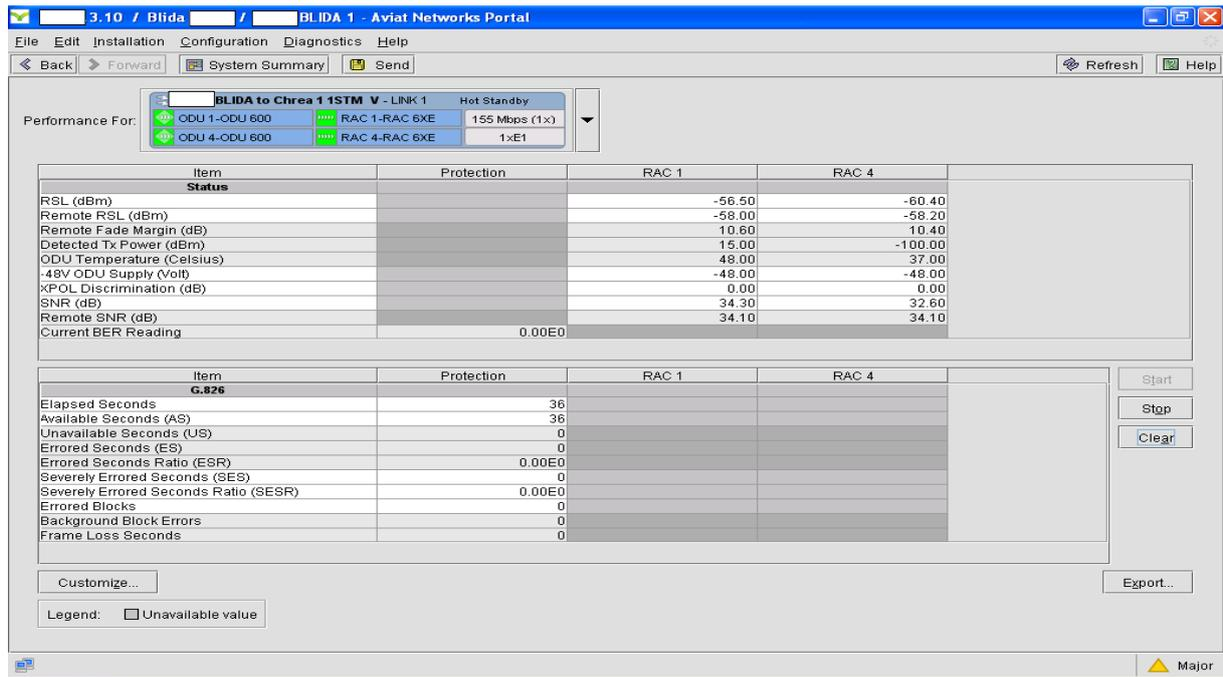 3.10 / Blida / BLIDA 1 - Aviat Networks Portal
File Edit Installation Configuration Diagnostics Help
Back Forward System Summary Send Refresh Help
Performance For:
BLIDA to Chrea 1 1STM V - LINK 1 Hot Standby
ODU 1-ODU 600 RAC 1-RAC 6XE 155 Mbps (1x)
ODU 4-ODU 600 RAC 4-RAC 6XE 1xE1
Item Protection RAC 1 RAC 4
Status
RSL (dBm) -56.50 -60.40
Remote RSL (dBm) -58.00 -58.20
Remote Fade Margin (dB) 10.60 10.40
Detected Tx Power (dBm) 15.00 -100.00
ODU Temperature (Celsius) 48.00 37.00
-48V ODU Supply (Volt) -48.00 -48.00
XPOL Discrimination (dB) 0.00 0.00
SNR (dB) 34.30 32.60
Remote SNR (dB) 34.10 34.10
Current BER Reading 0.00E0
Item Protection RAC 1 RAC 4
G.826
Elapsed Seconds 36
Available Seconds (AS) 36
Unavailable Seconds (US) 0
Errored Seconds (ES) 0
Errored Seconds Ratio (ESR) 0.00E0
Severely Errored Seconds (SES) 0
Severely Errored Seconds Ratio (SESR) 0.00E0
Errored Blocks 0
Background Block Errors 0
Frame Loss Seconds 0
Start
Stop
Clear
Customize... Export...
Legend: Unavailable value
Major